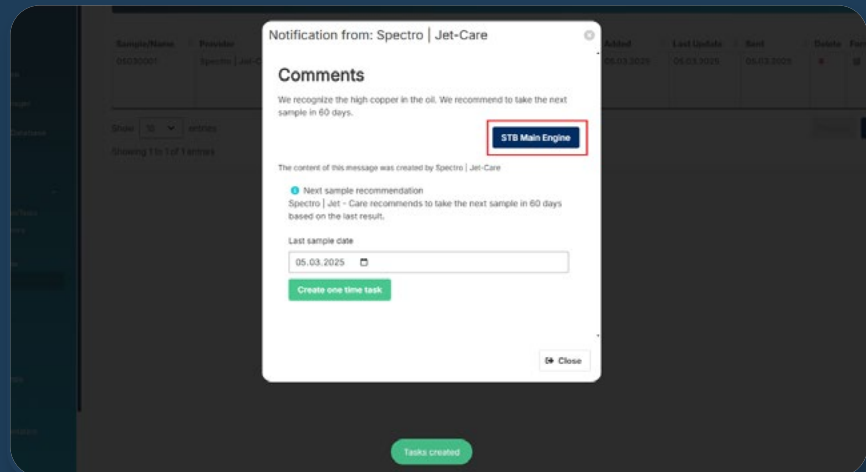 Notification from: Spectro | Jet-Care
Sample/Name Provider Added Last Update Sent Delete
05030001 Spectro | Jet-C 05.03.2025 05.03.2025 05.03.2025
Comments
We recognize the high copper in the oil. We recommend to take the next
sample in 60 days.
Database
Show 10 entries
Showing 1 to 1 of 1 entries
STB Main Engine
The content of this message was created by Spectro | Jet-Care
Next sample recommendation
Spectro | Jet - Care recommends to take the next sample in 60 days
based on the last result.
Last sample date
05.03.2025
Create one time task
Close
Tasks created